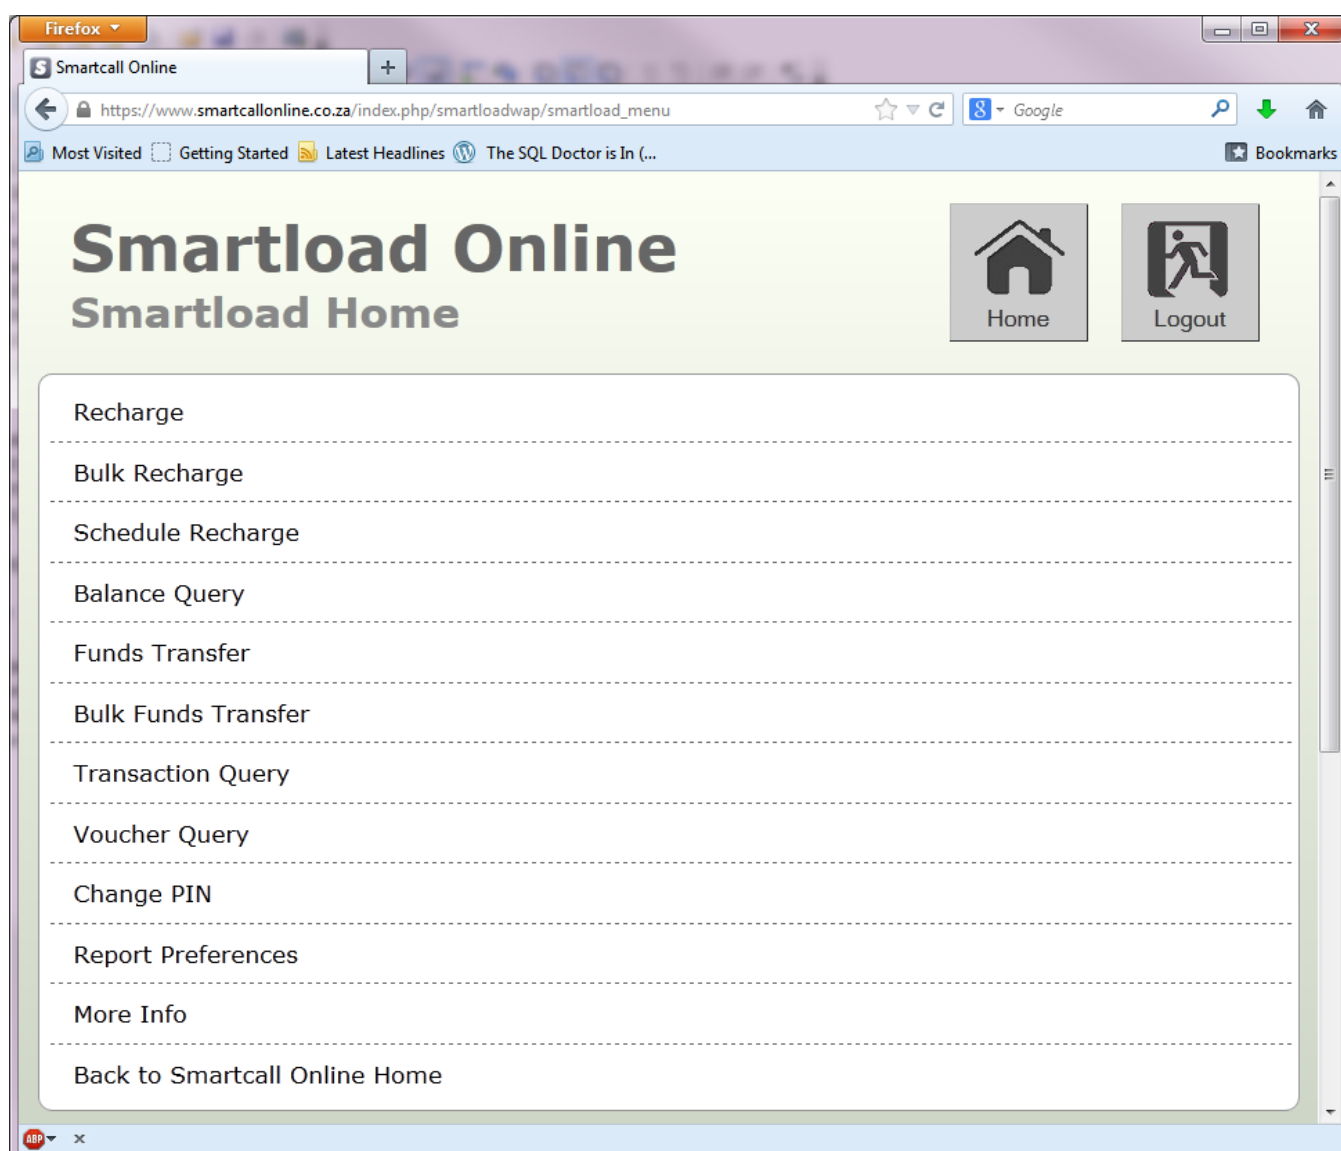 Firefox
Smartcall Online
https://www.smartcallonline.co.za/index.php/smartloadwap/smartload_menu
Google
Most Visited Getting Started Latest Headlines The SQL Doctor is In (... Bookmarks
Smartload Online
Smartload Home
Home
Logout
Recharge
Bulk Recharge
Schedule Recharge
Balance Query
Funds Transfer
Bulk Funds Transfer
Transaction Query
Voucher Query
Change PIN
Report Preferences
More Info
Back to Smartcall Online Home
ABP